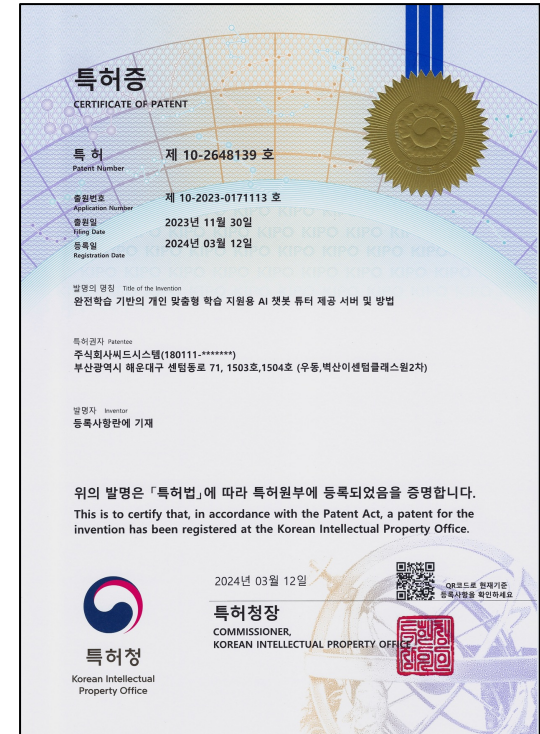 특허증
CERTIFICATE OF PATENT
특 허 제 10-2648139 호
Patent Number
출원번호 제 10-2023-0171113 호
Application Number
출원일 2023년 11월 30일
Filing Date
등록일 2024년 03월 12일
Registration Date
발명의 명칭 Title of the Invention
완전학습 기반의 개인 맞춤형 학습 지원용 AI 챗봇 튜터 제공 서버 및 방법
특허권자 Patentee
주식회사씨드시스템(180111-*******)
부산광역시 해운대구 센텀동로 71, 1503호,1504호 (우동,벽산이센텀클래스원2차)
발명자 Inventor
등록사항란에 기재
위의 발명은 「특허법」에 따라 특허원부에 등록되었음을 증명합니다.
This is to certify that, in accordance with the Patent Act, a patent for the
invention has been registered at the Korean Intellectual Property Office.
2024년 03월 12일
QR코드로 현재기준
등록사항을 확인하세요
특허청장
COMMISSIONER,
KOREAN INTELLECTUAL PROPERTY OFFICE
특허청
Korean Intellectual
Property Office